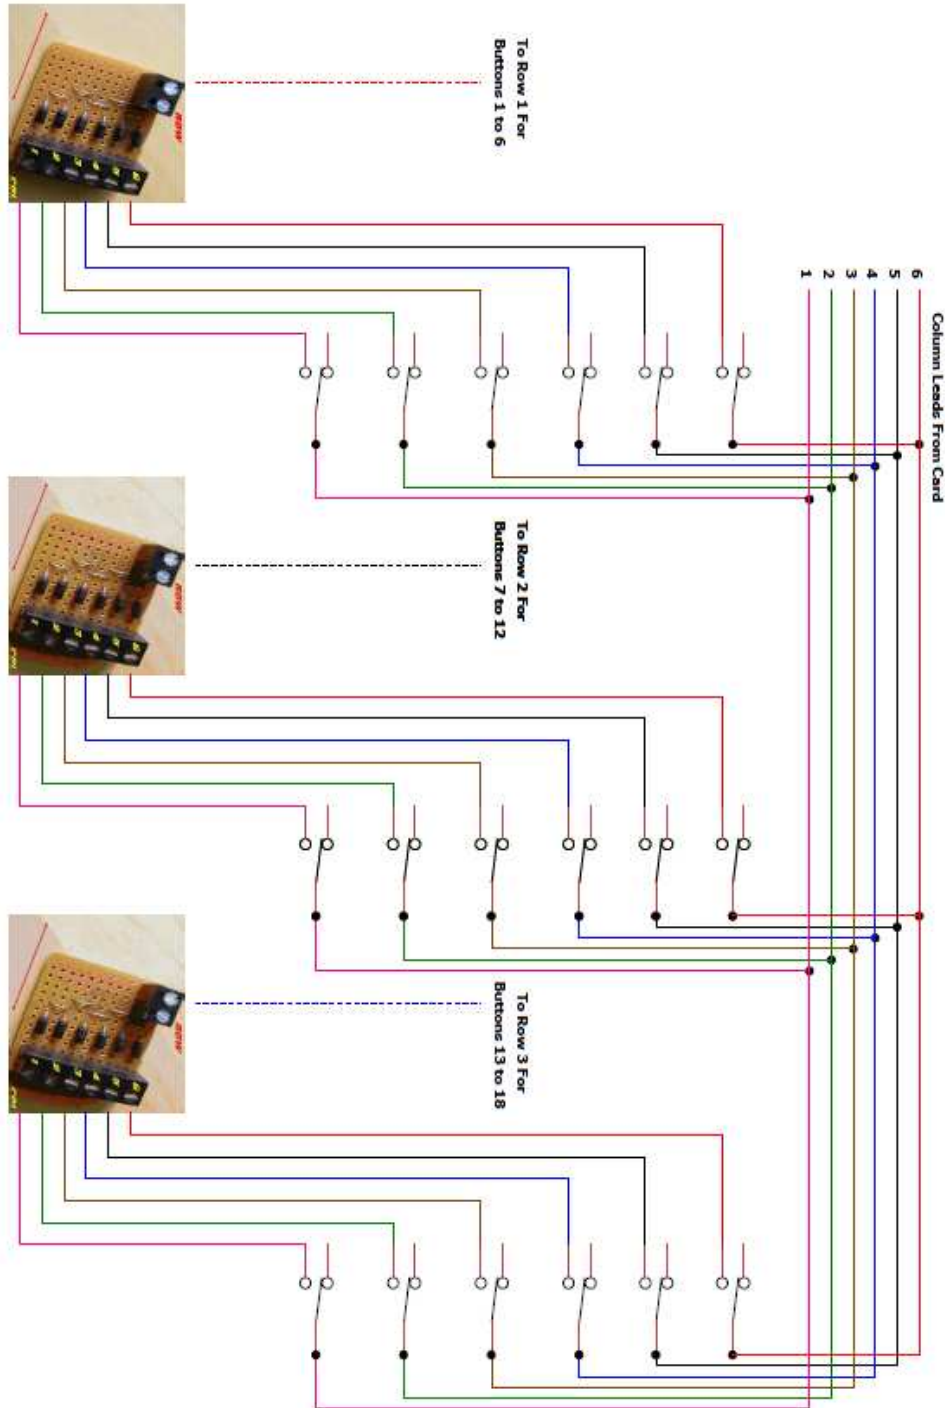 Column Leads From Card
6
5
4
3
2
1
To Row 1 For
Buttons 1 to 6
To Row 2 For
Buttons 7 to 12
To Row 3 For
Buttons 13 to 18